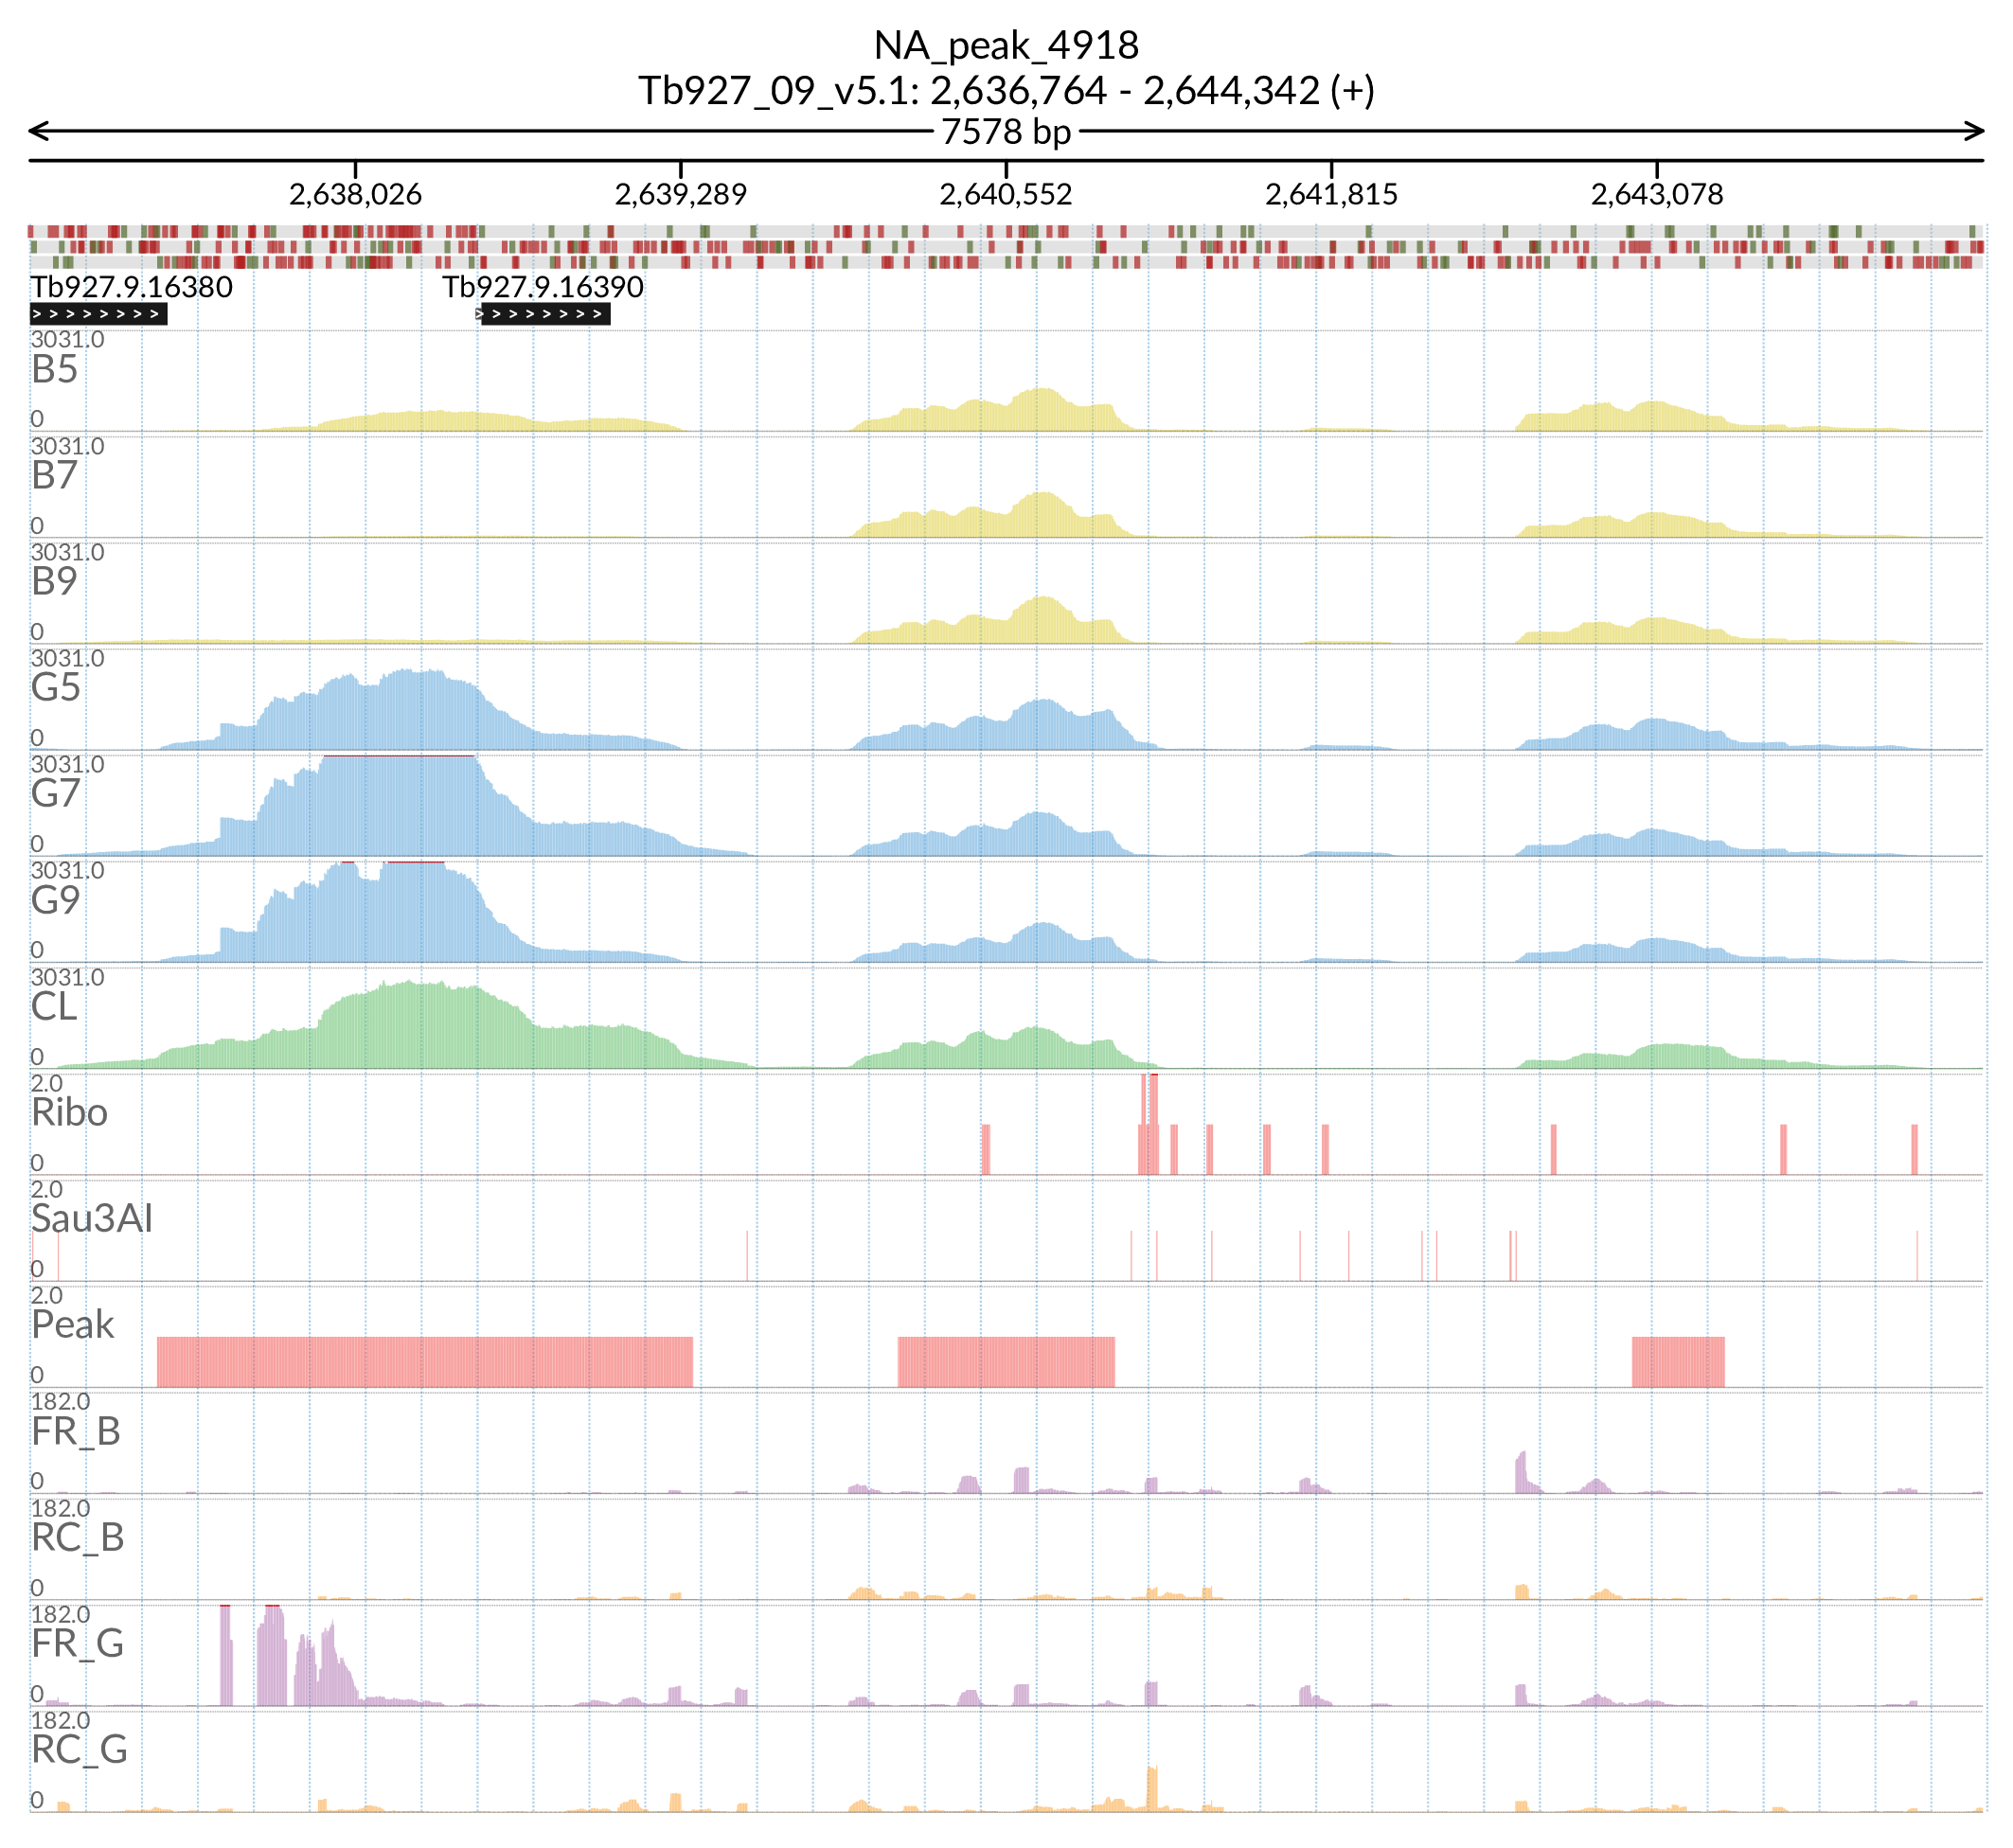 NA_peak_4918
Tb927_09_v5.1: 2,636,764 - 2,644,342 (+)
7578 bp
2,638,026 2,639,289 2,640,552 2,641,815 2,643,078
Tb927.9.16380 Tb927.9.16390
3031.0
B5
0
3031.0
B7
0
3031.0
B9
0
3031.0
G5
0
3031.0
G7
0
3031.0
G9
0
3031.0
CL
0
2.0
Ribo
0
2.0
Sau3AI
0
2.0
Peak
0
182.0
FR_B
0
182.0
RC_B
0
182.0
FR_G
0
182.0
RC_G
0